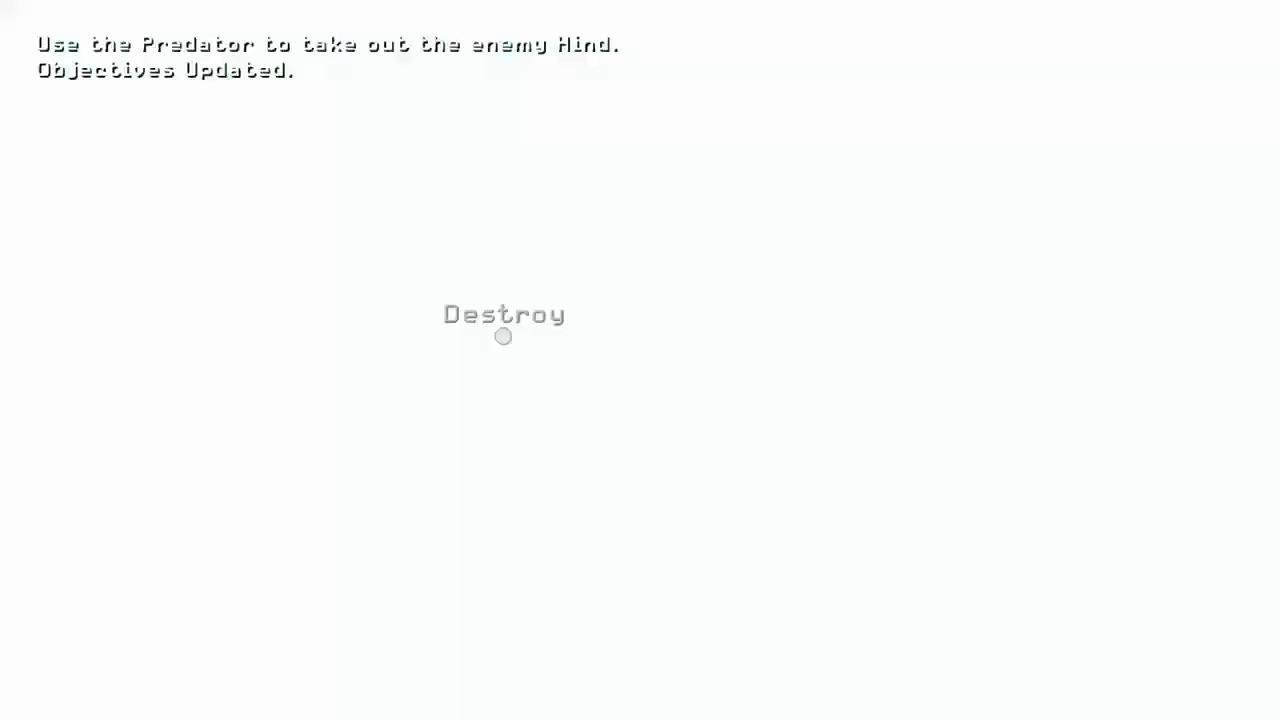 Use the Predator to take out the enemy Hind.
Objectives Updated.
Destroy